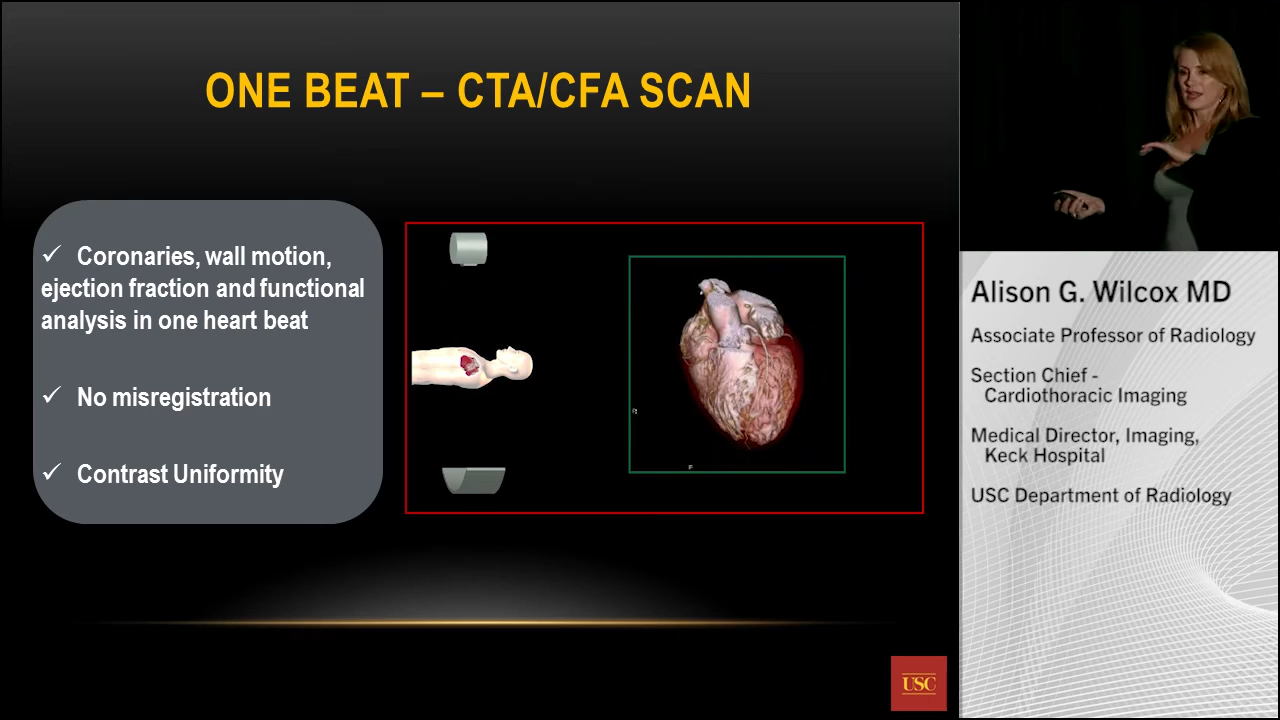 ONE BEAT – CTA/CFA SCAN
✓ Coronaries, wall motion,
ejection fraction and functional
analysis in one heart beat
✓ No misregistration
✓ Contrast Uniformity
USC
Alison G. Wilcox MD
Associate Professor of Radiology
Section Chief -
Cardiothoracic Imaging
Medical Director, Imaging,
Keck Hospital
USC Department of Radiology